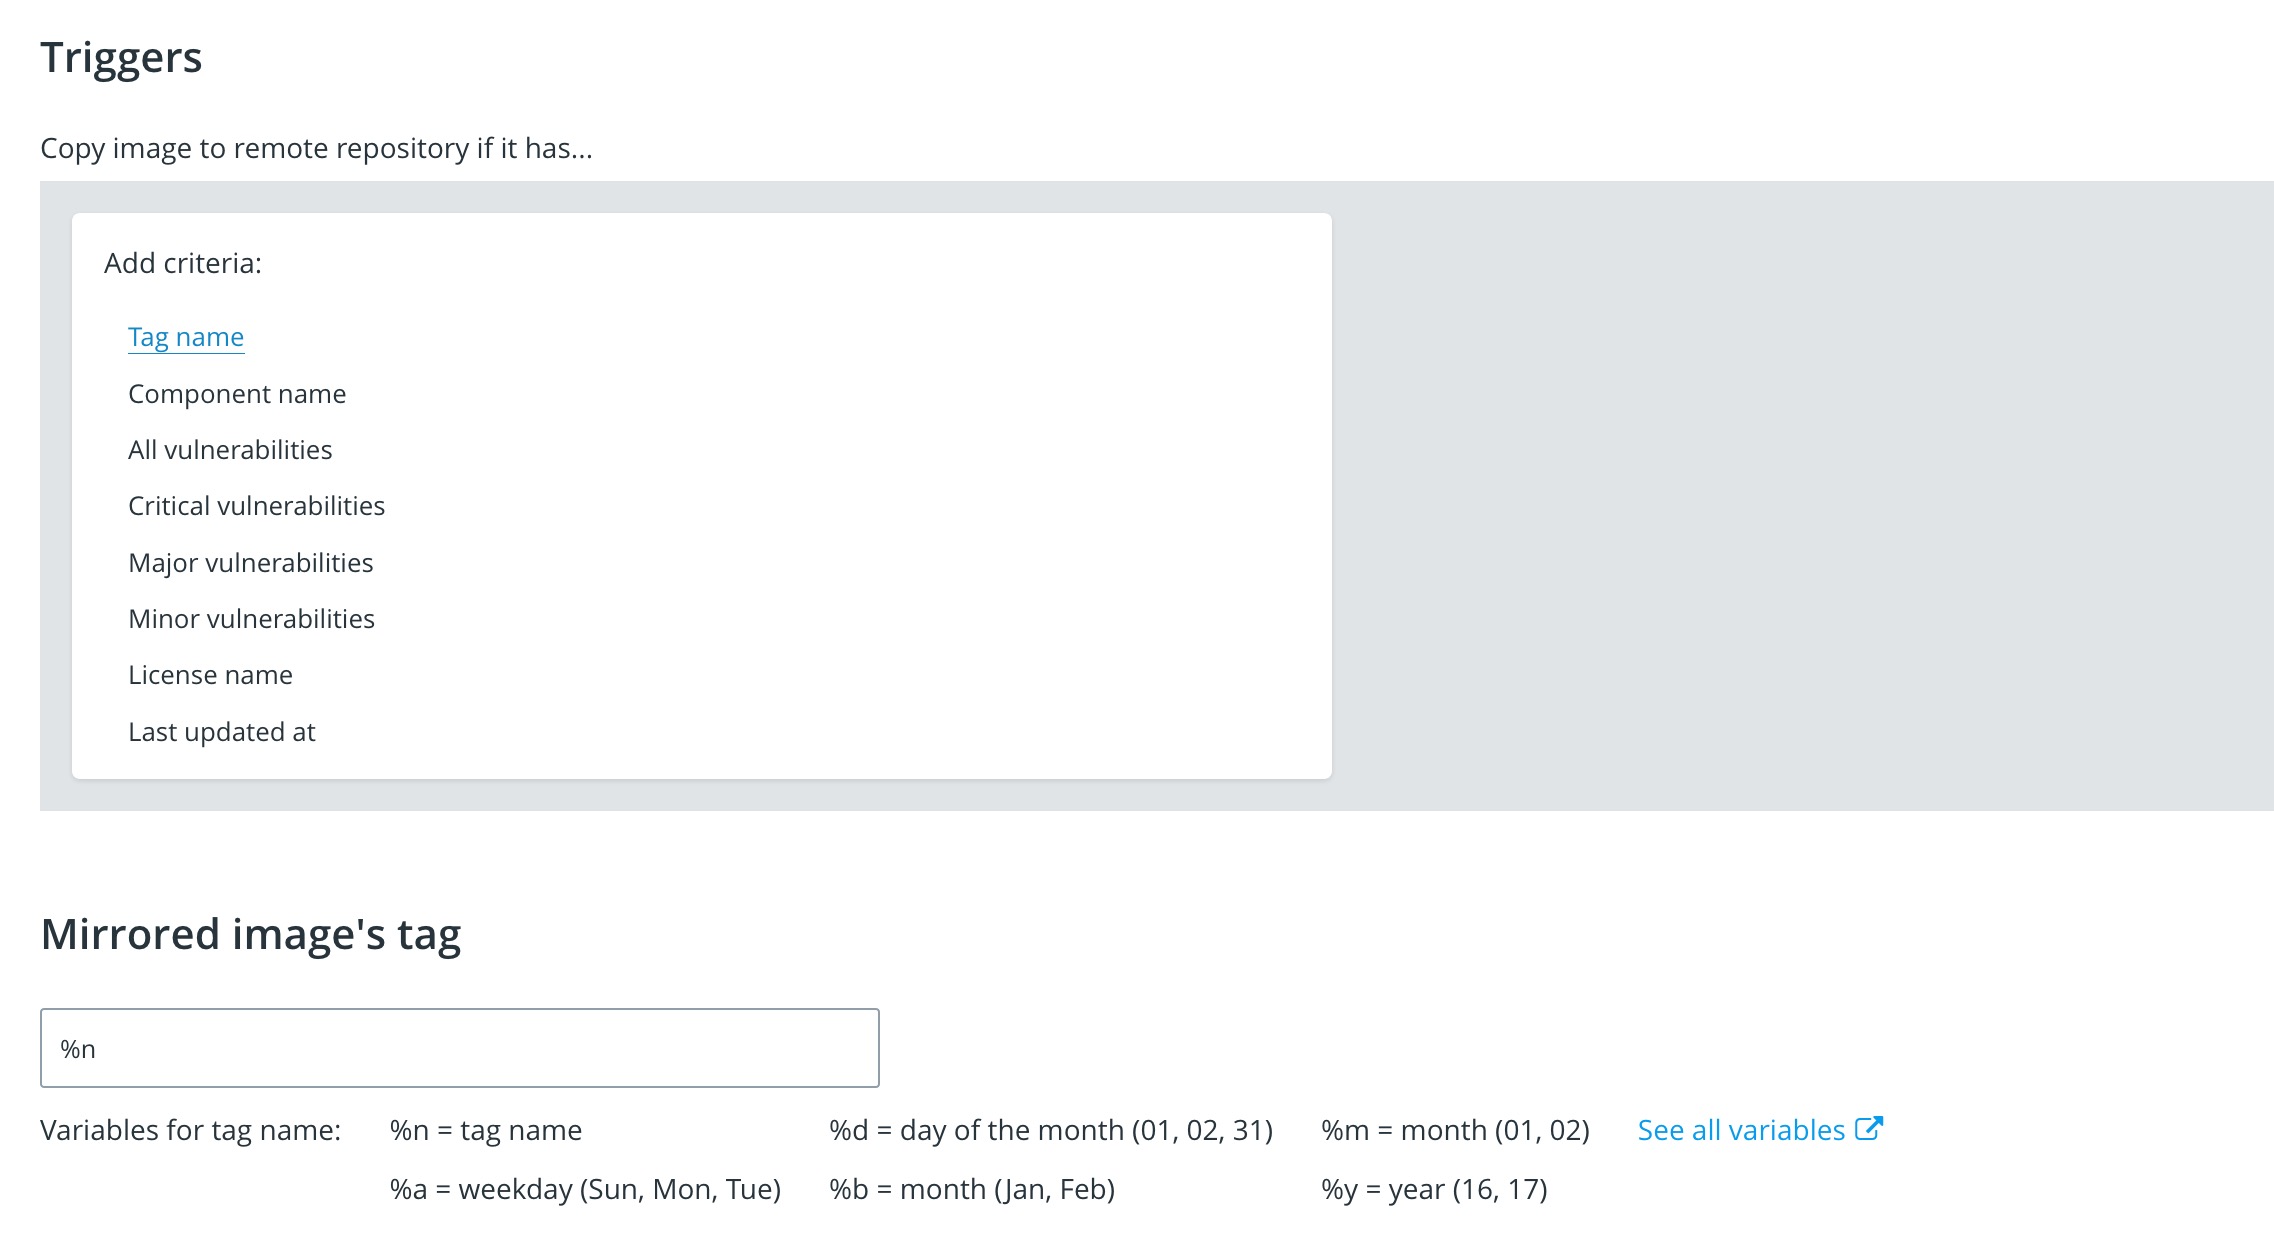 Triggers
Copy image to remote repository if it has...
Add criteria:
Tag name
Component name
All vulnerabilities
Critical vulnerabilities
Major vulnerabilities
Minor vulnerabilities
License name
Last updated at
Mirrored image's tag
%n
Variables for tag name: %n = tag name %d = day of the month (01, 02, 31) %m = month (01, 02) See all variables
%a = weekday (Sun, Mon, Tue) %b = month (Jan, Feb) %y = year (16, 17)